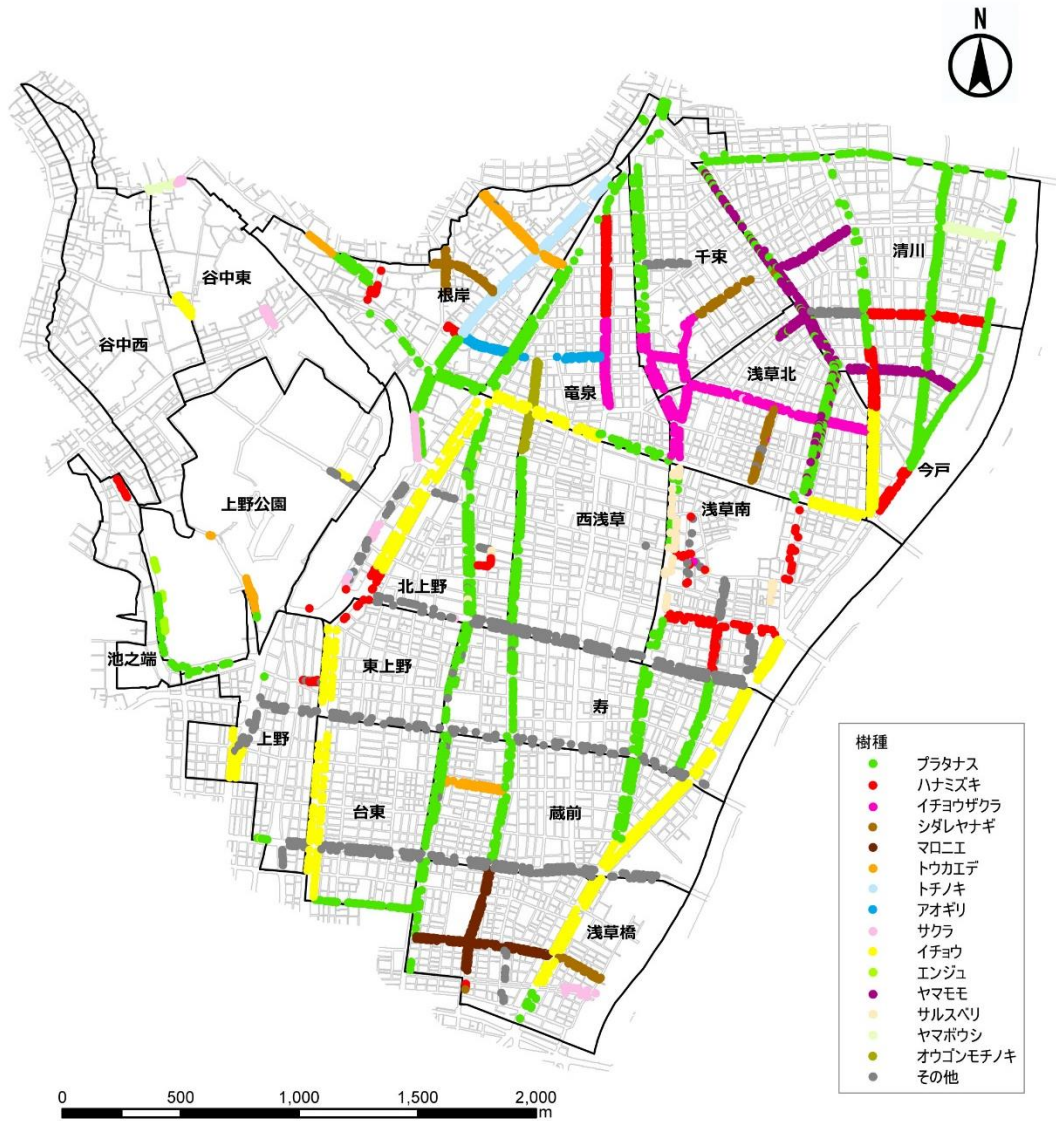 N
千束
清川
谷中東
根岸
谷中西
浅草北
竜泉
今戸
上野公園
西浅草
浅草南
北上野
池之端
東上野
寿
上野
台東
蔵前
浅草橋
樹種
プラタナス
ハナミズキ
イチョウザクラ
シダレヤナギ
マロニエ
トウカエデ
トチノキ
アオギリ
サクラ
イチョウ
エンジュ
ヤマモモ
サルスベリ
ヤマボウシ
オウゴンモチノキ
その他
0 500 1,000 1,500 2,000
m